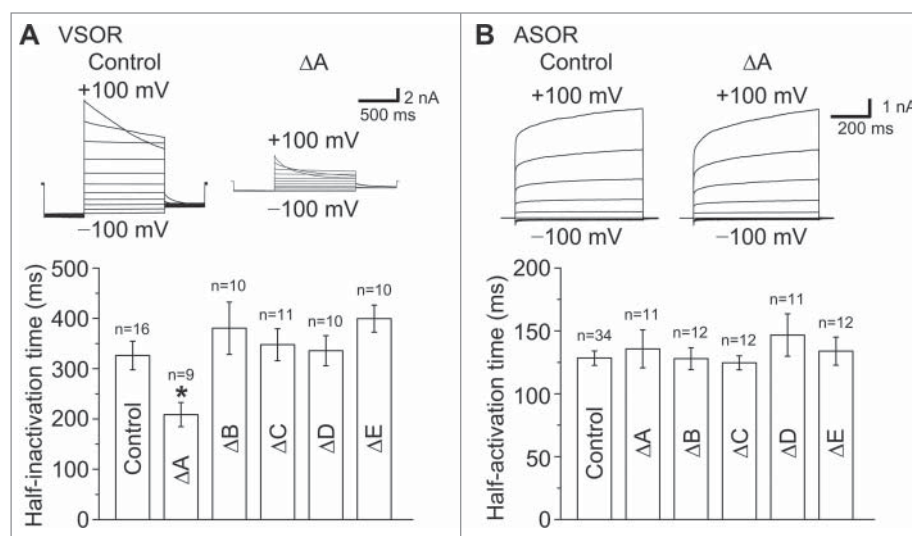 A VSOR
Control
+100 mV
−100 mV
ΔA
+100 mV
−100 mV
2 nA
500 ms
Half-inactivation time (ms)
500
400
300
200
100
0
n=16
n=9
*
n=10
n=11
n=10
n=10
Control
ΔA
ΔB
ΔC
ΔD
ΔE
B ASOR
Control
+100 mV
−100 mV
ΔA
+100 mV
−100 mV
1 nA
200 ms
Half-activation time (ms)
200
150
100
50
0
n=34
n=11
n=12
n=12
n=11
n=12
Control
ΔA
ΔB
ΔC
ΔD
ΔE